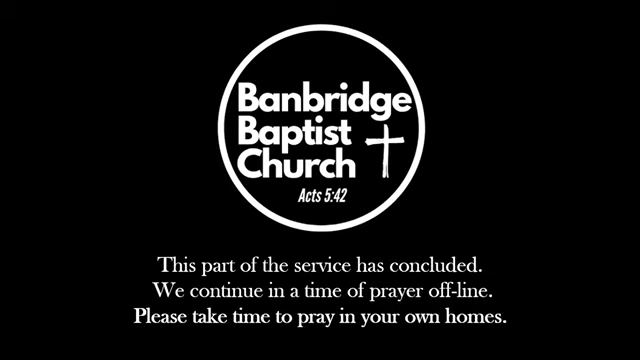 Banbridge
Baptist
Church
Acts 5:42
This part of the service has concluded.
We continue in a time of prayer off-line.
Please take time to pray in your own homes.